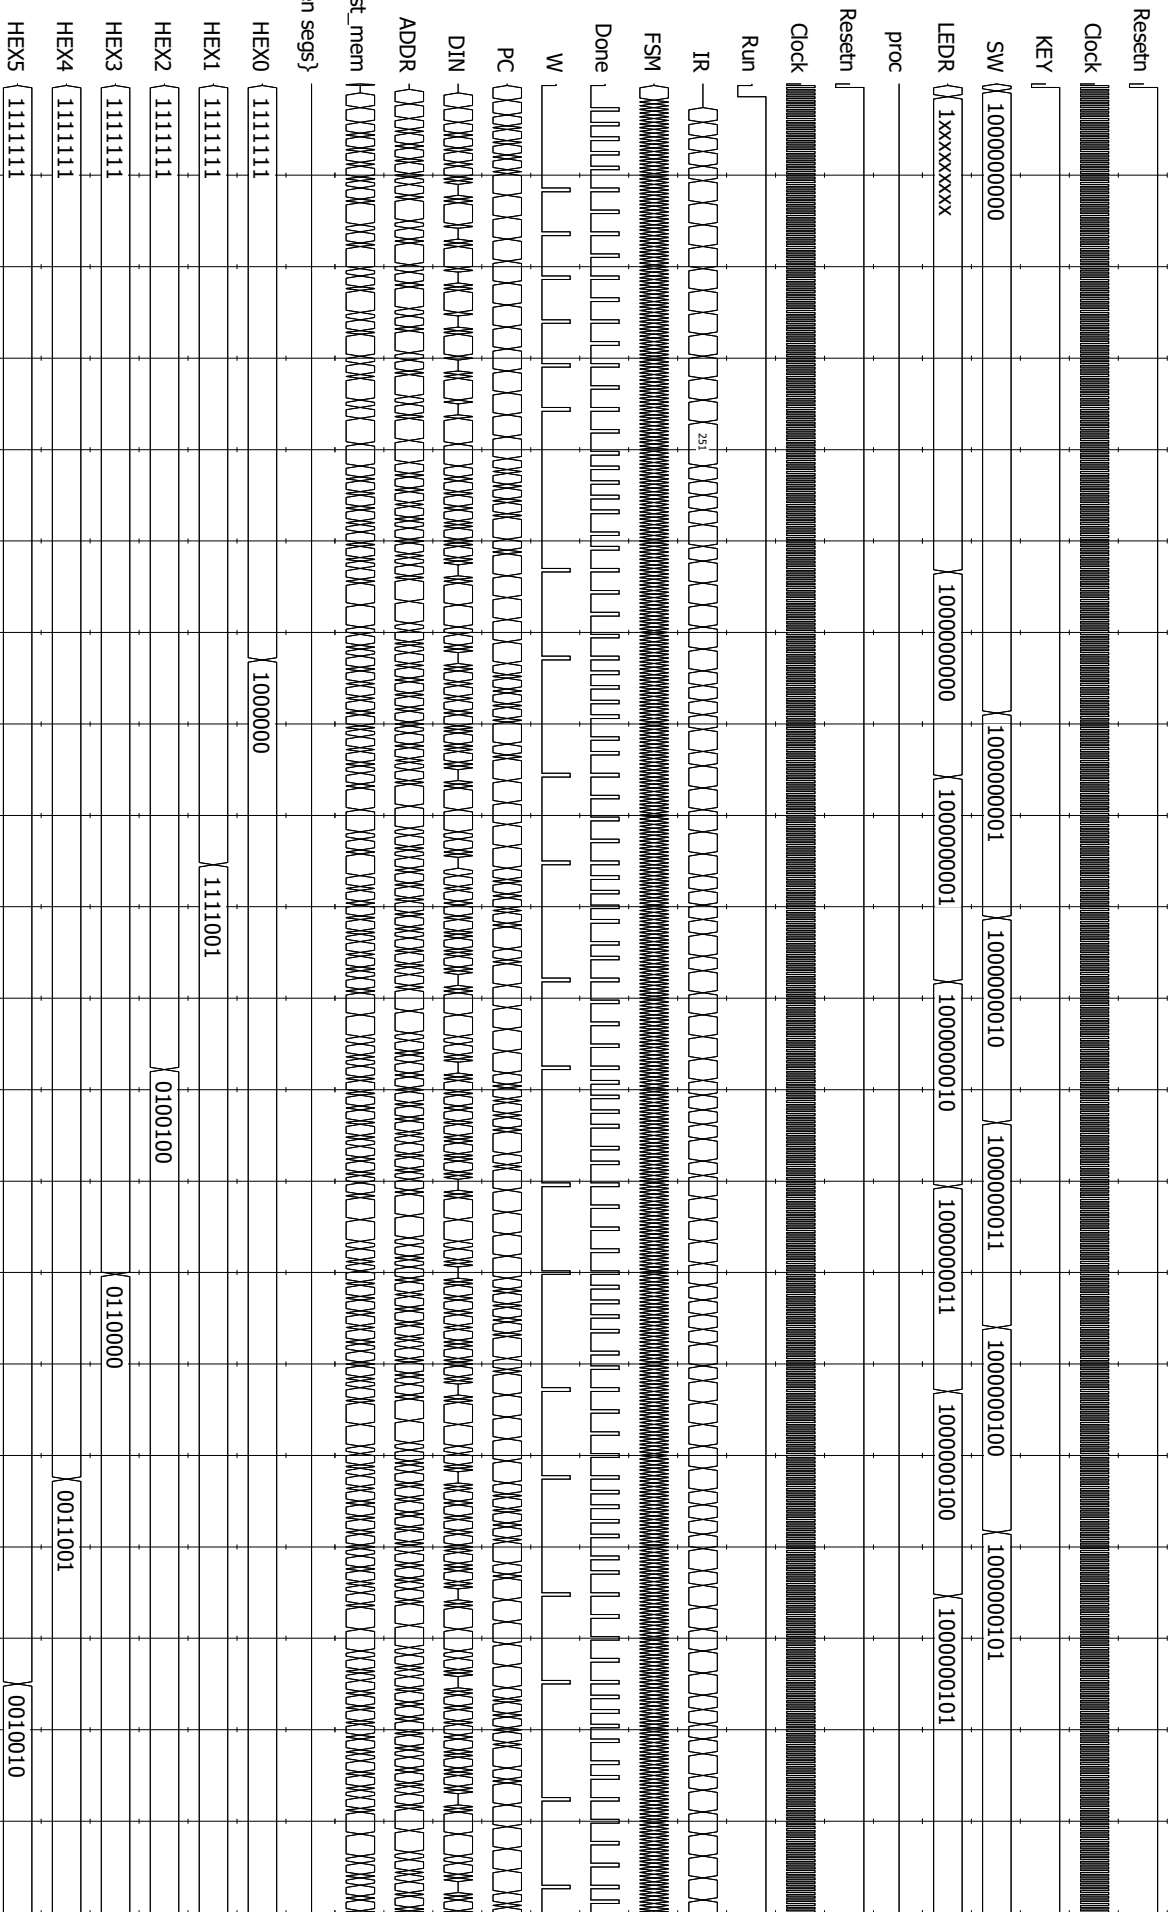 Resetn
Clock
KEY
SW 1000000000 1000000001 1000000010 1000000011 1000000100 1000000101
LEDR 1xxxxxxxxx 1000000000 1000000001 1000000010 1000000011 1000000100 1000000101
proc
Resetn
Clock
Run
IR 251
FSM
Done
W
PC
DIN
ADDR
st_mem
n segs}
HEX0 1111111 1000000
HEX1 1111111 1111001
HEX2 1111111 0100100
HEX3 1111111 0110000
HEX4 1111111 0011001
HEX5 1111111 0010010